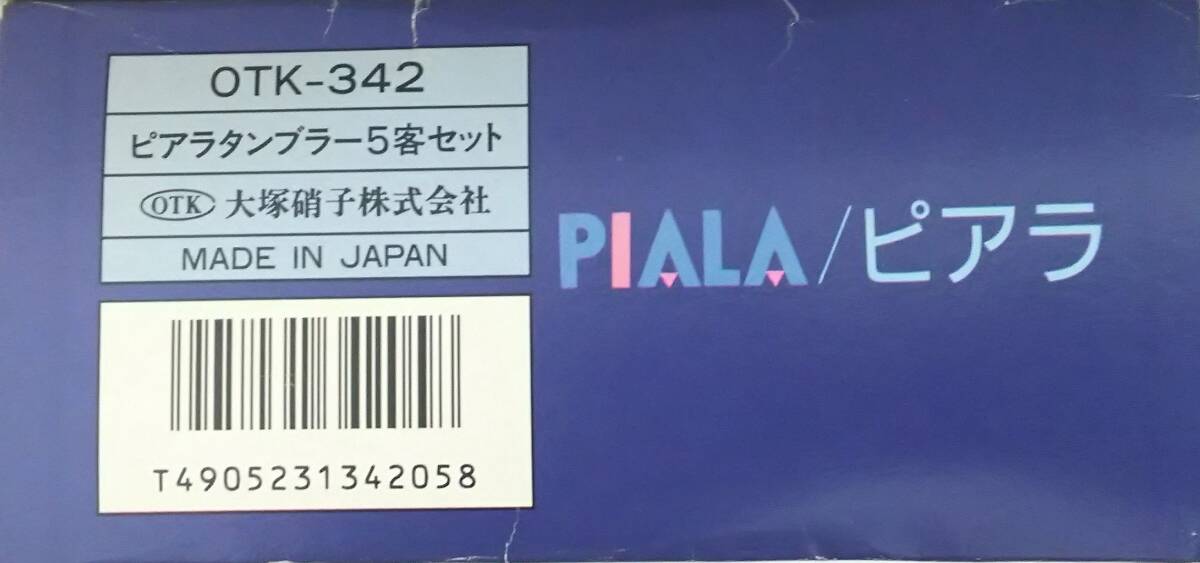 OTK-342
ピアラタンブラー5客セット
OTK 大塚硝子株式会社
MADE IN JAPAN
T4905231342058
PIALA/ピアラ